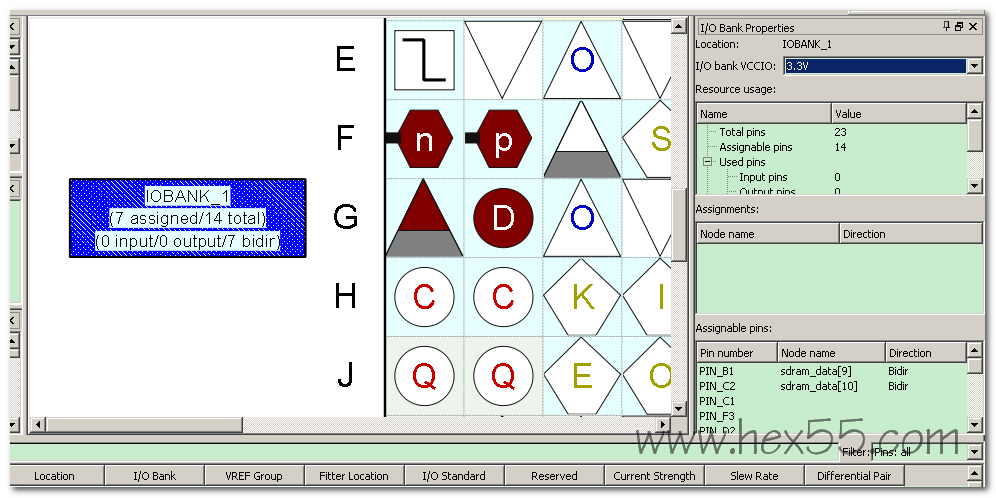 I/O Bank Properties
Location: IOBANK_1
I/O bank VCCIO: 3.3V
Resource usage:
Name Value
Total pins 23
Assignable pins 14
Used pins
Input pins 0
Output pins 0
Assignments:
Node name Direction
Assignable pins:
Pin number Node name Direction
PIN_B1 sdram_data[9] Bidir
PIN_C2 sdram_data[10] Bidir
PIN_C1
PIN_F3
PIN_D2
Filter: Pins: all
IOBANK_1
(7 assigned/14 total)
(0 input/0 output/7 bidir)
E O
F n p S
G D O
H C C K I
J Q Q E O
www.hex55.com
Location I/O Bank VREF Group Fitter Location I/O Standard Reserved Current Strength Slew Rate Differential Pair